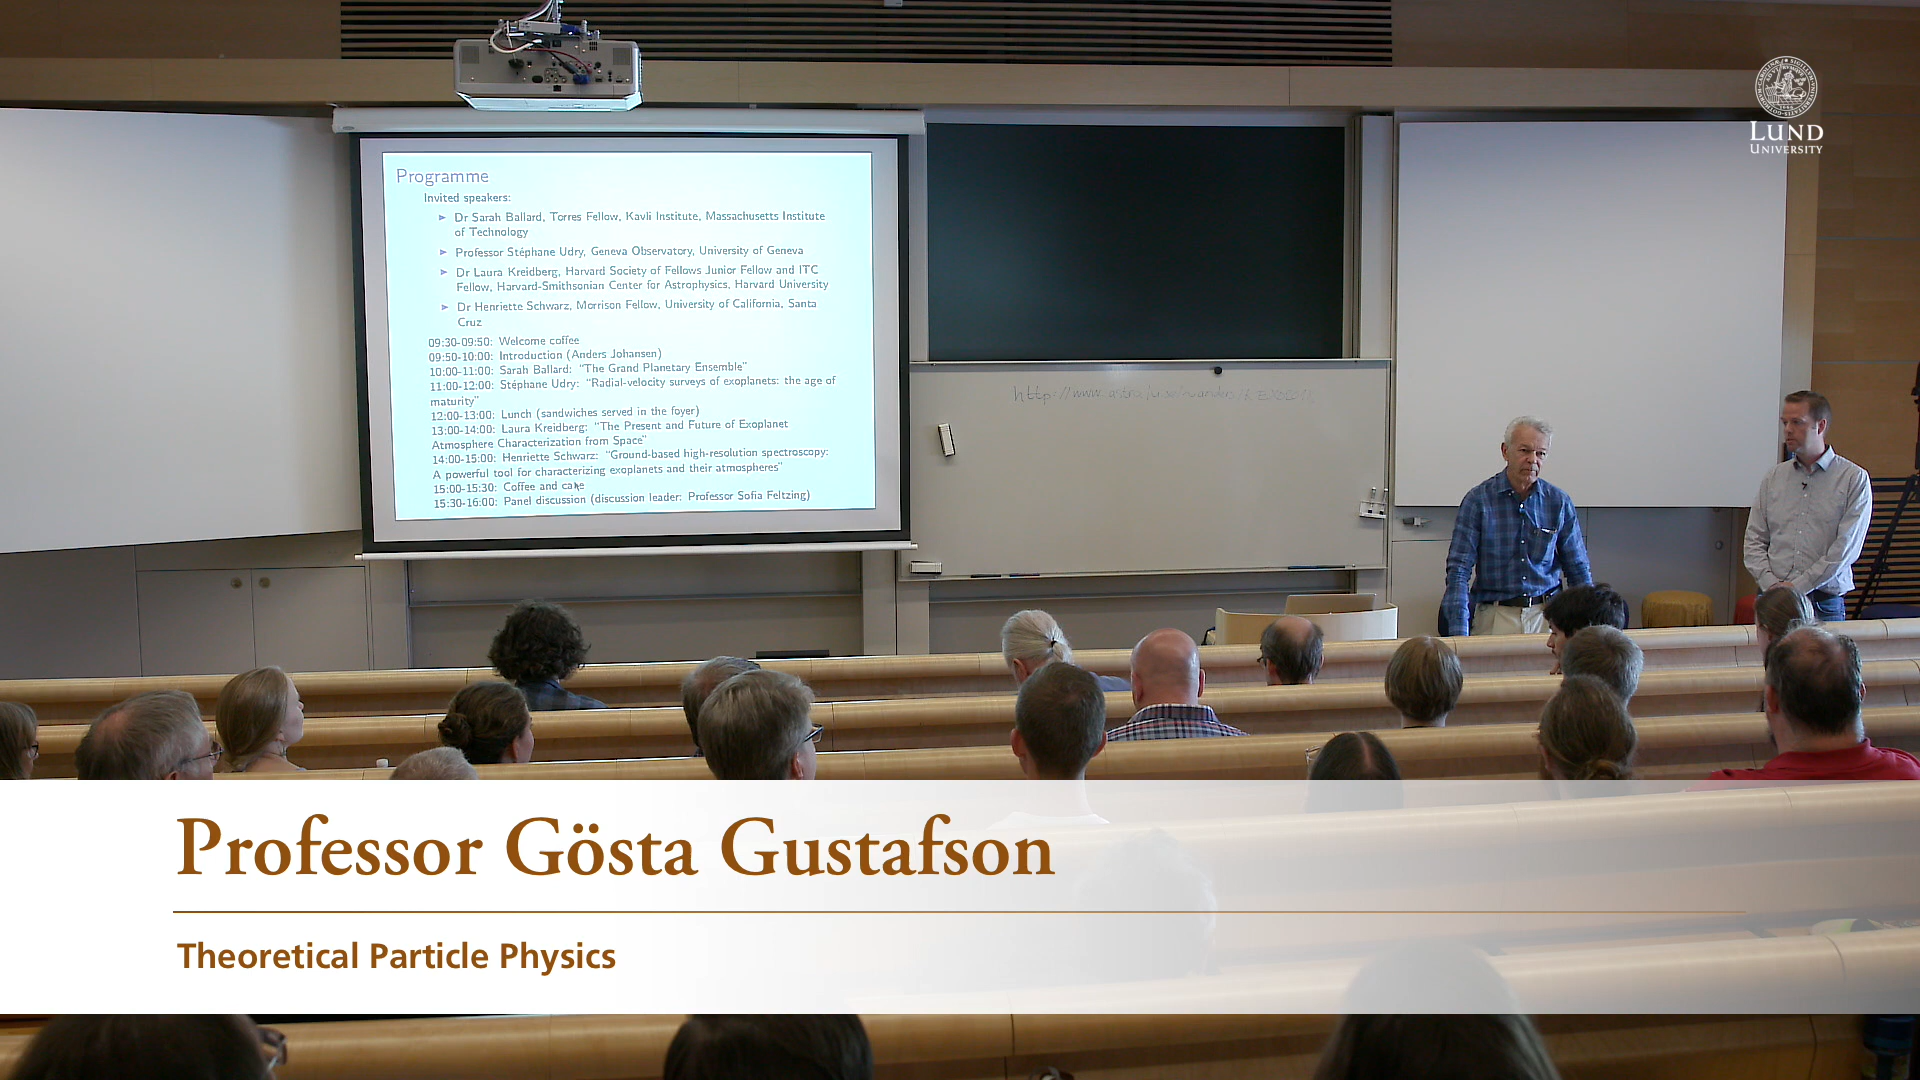 LUND
UNIVERSITY
Programme
Invited speakers:
Dr Sarah Ballard, Torres Fellow, Kavli Institute, Massachusetts Institute
of Technology
Professor Stéphane Udry, Geneva Observatory, University of Geneva
Dr Laura Kreidberg, Harvard Society of Fellows Junior Fellow and ITC
Fellow, Harvard-Smithsonian Center for Astrophysics, Harvard University
Dr Henriette Schwarz, Morrison Fellow, University of California, Santa
Cruz
09:30-09:50: Welcome coffee
09:50-10:00: Introduction (Anders Johansen)
10:00-11:00: Sarah Ballard: "The Grand Planetary Ensemble"
11:00-12:00: Stéphane Udry: "Radial-velocity surveys of exoplanets: the age of
maturity"
12:00-13:00: Lunch (sandwiches served in the foyer)
13:00-14:00: Laura Kreidberg: "The Present and Future of Exoplanet
Atmosphere Characterization from Space"
14:00-15:00: Henriette Schwarz: "Ground-based high-resolution spectroscopy:
A powerful tool for characterizing exoplanets and their atmospheres"
15:00-15:30: Coffee and cake
15:30-16:00: Panel discussion (discussion leader: Professor Sofia Feltzing)
Professor Gösta Gustafson
Theoretical Particle Physics